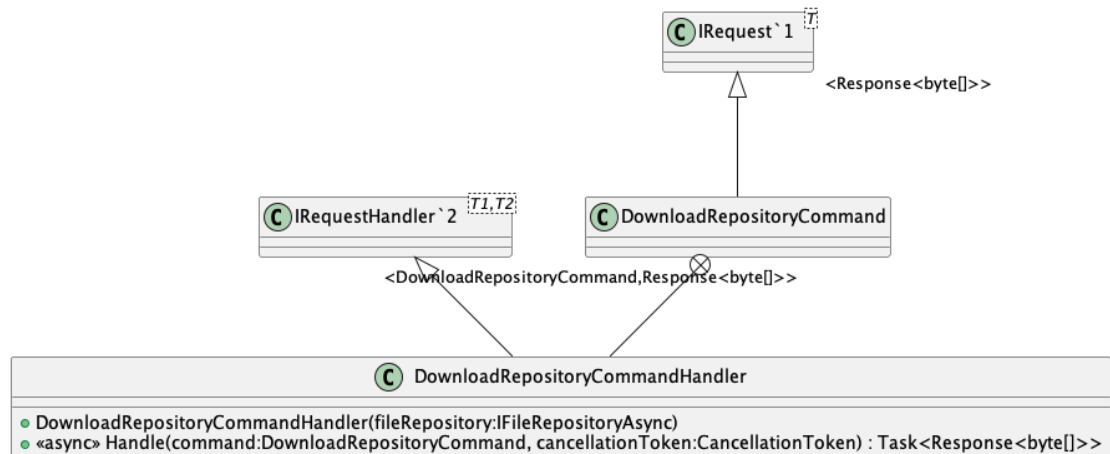 C IRequest`1 T
<Response<byte[]>>
C IRequestHandler`2 T1,T2
C DownloadRepositoryCommand
<DownloadRepositoryCommand,Response<byte[]>>
C DownloadRepositoryCommandHandler
DownloadRepositoryCommandHandler(fileRepository:IFileRepositoryAsync)
«async» Handle(command:DownloadRepositoryCommand, cancellationToken:CancellationToken) : Task<Response<byte[]>>